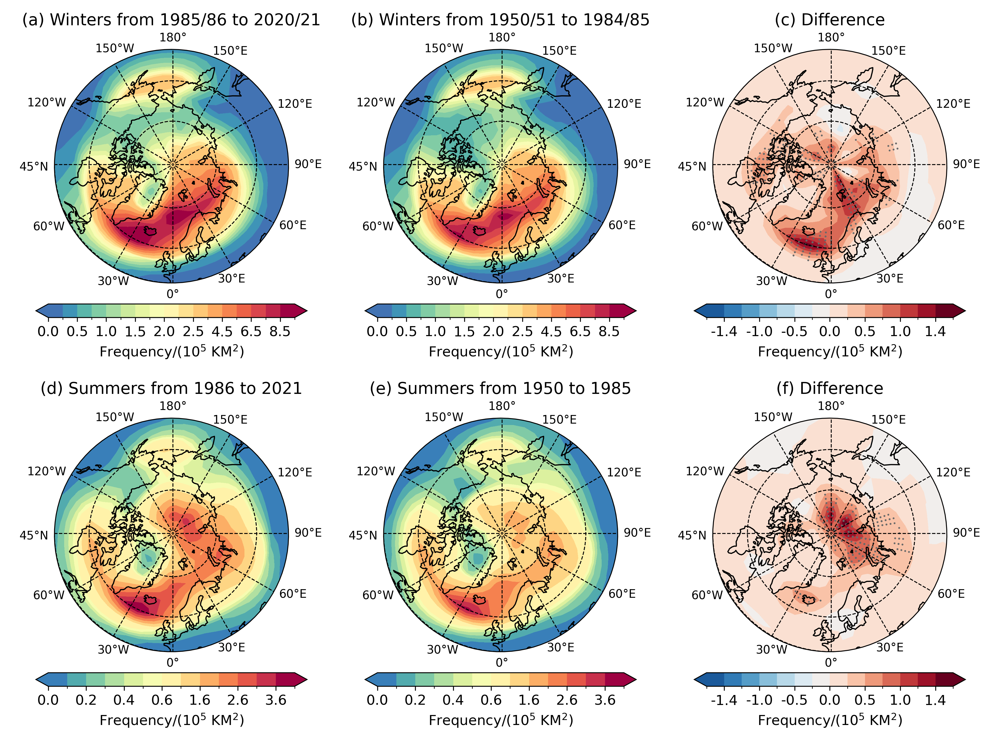 (a) Winters from 1985/86 to 2020/21
(b) Winters from 1950/51 to 1984/85
(c) Difference
180° 180° 180°
150°W 150°E 150°W 150°E 150°W 150°E
120°W 120°E 120°W 120°E 120°W 120°E
45°N 90°E 45°N 90°E 45°N 90°E
60°W 60°E 60°W 60°E 60°W 60°E
30°W 30°E 30°W 30°E 30°W 30°E
0° 0° 0°
0.0 0.5 1.0 1.5 2.0 2.5 4.5 6.5 8.5
0.0 0.5 1.0 1.5 2.0 2.5 4.5 6.5 8.5
-1.4 -1.0 -0.5 0.0 0.5 1.0 1.4
Frequency/(10⁵ KM²)
Frequency/(10⁵ KM²)
Frequency/(10⁵ KM²)
(d) Summers from 1986 to 2021
(e) Summers from 1950 to 1985
(f) Difference
180° 180° 180°
150°W 150°E 150°W 150°E 150°W 150°E
120°W 120°E 120°W 120°E 120°W 120°E
45°N 90°E 45°N 90°E 45°N 90°E
60°W 60°E 60°W 60°E 60°W 60°E
30°W 30°E 30°W 30°E 30°W 30°E
0° 0° 0°
0.0 0.2 0.4 0.6 1.6 2.6 3.6
0.0 0.2 0.4 0.6 1.6 2.6 3.6
-1.4 -1.0 -0.5 0.0 0.5 1.0 1.4
Frequency/(10⁵ KM²)
Frequency/(10⁵ KM²)
Frequency/(10⁵ KM²)